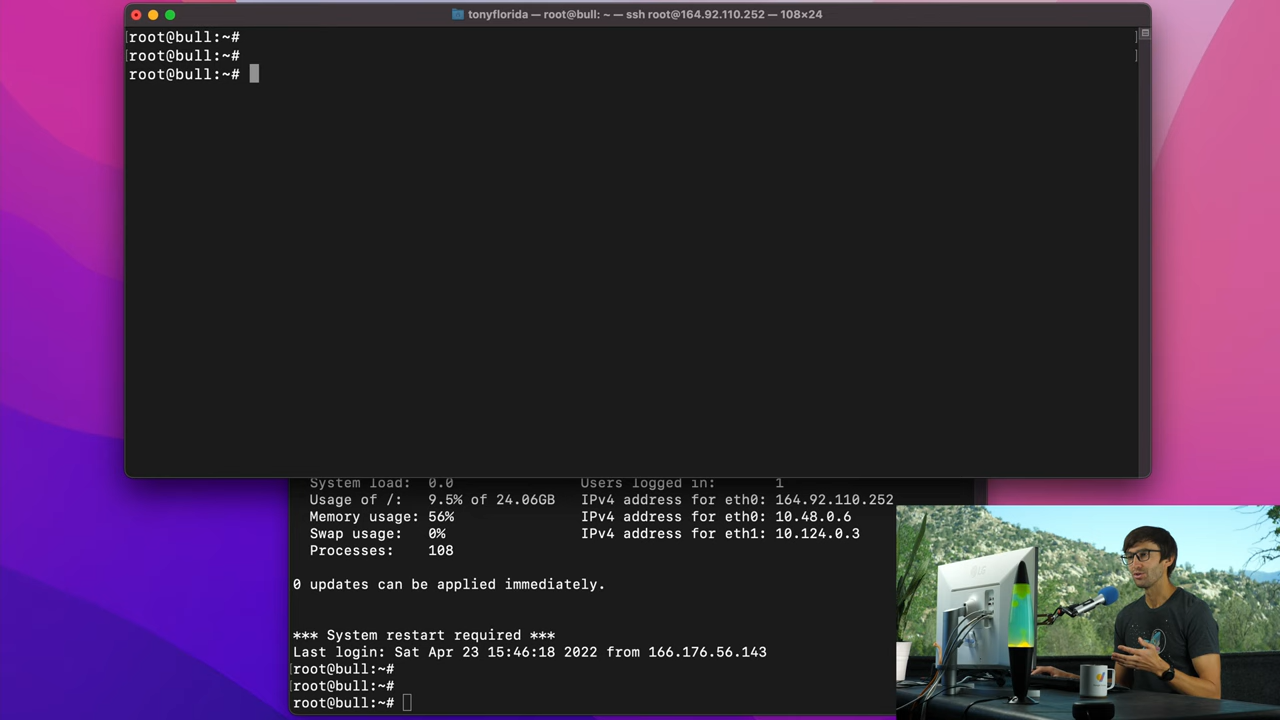 tonyflorida — root@bull: ~ — ssh root@164.92.110.252 — 108×24
[root@bull:~# ]
[root@bull:~# ]
root@bull:~#
System load: 0.0 Users logged in: 1
Usage of /: 9.5% of 24.06GB IPv4 address for eth0: 164.92.110.252
Memory usage: 56% IPv4 address for eth0: 10.48.0.6
Swap usage: 0% IPv4 address for eth1: 10.124.0.3
Processes: 108
0 updates can be applied immediately.
*** System restart required ***
Last login: Sat Apr 23 15:46:18 2022 from 166.176.56.143
[root@bull:~#
[root@bull:~#
root@bull:~#